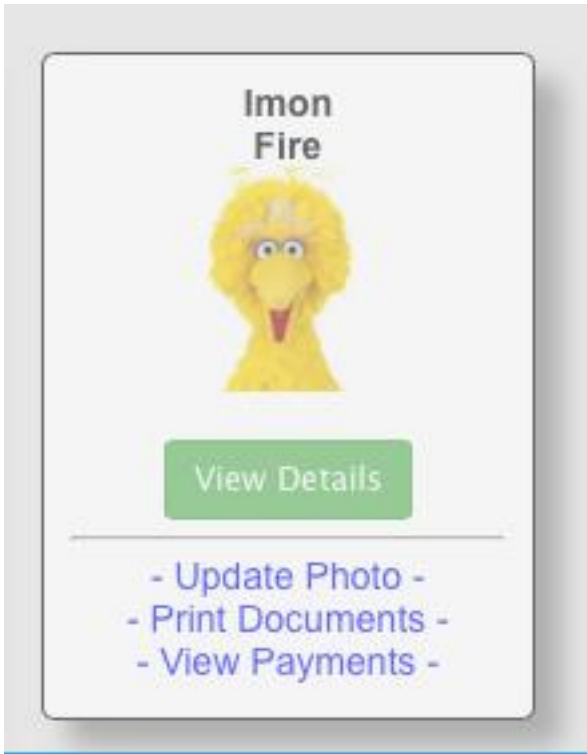 Imon
Fire
View Details
- Update Photo -
- Print Documents -
- View Payments -